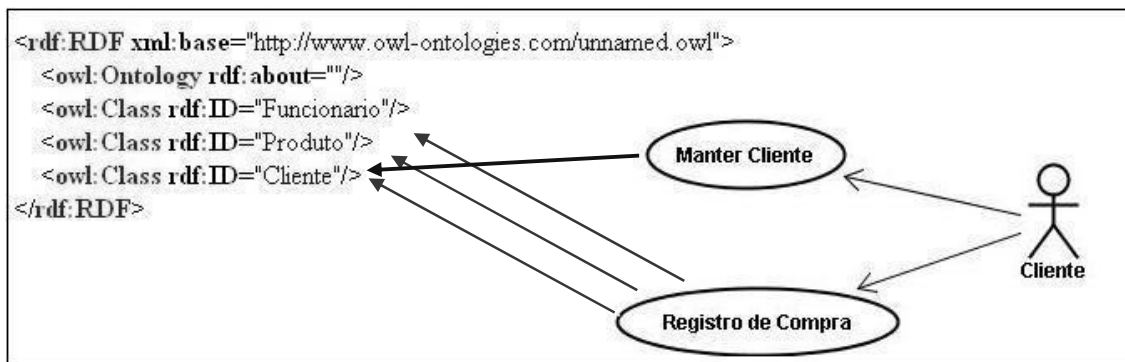 <rdf:RDF xml:base="http://www.owl-ontologies.com/unnamed.owl">
<owl:Ontology rdf:about=""/>
<owl:Class rdf:ID="Funcionario"/>
<owl:Class rdf:ID="Produto"/>
<owl:Class rdf:ID="Cliente"/>
</rdf:RDF>
Manter Cliente
Cliente
Registro de Compra